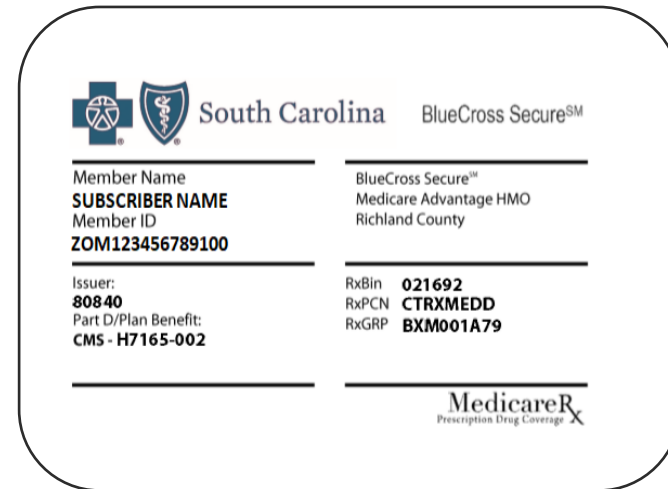 South Carolina
BlueCross Secure℠
Member Name
SUBSCRIBER NAME
Member ID
ZOM123456789100
BlueCross Secure℠
Medicare Advantage HMO
Richland County
Issuer:
80840
Part D/Plan Benefit:
CMS - H7165-002
RxBin 021692
RxPCN CTRXMEDD
RxGRP BXM001A79
MedicareRx
Prescription Drug Coverage